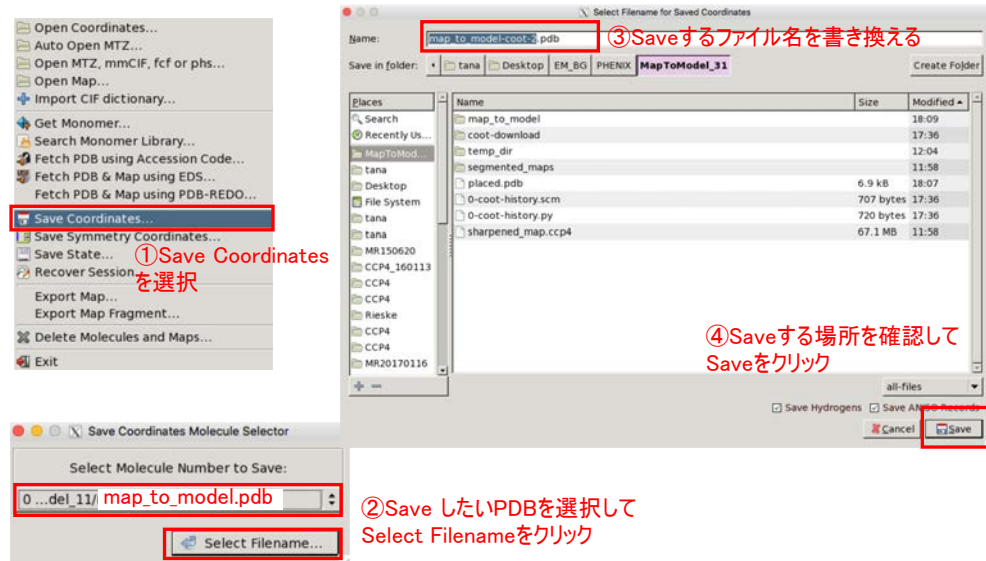 Open Coordinates...
Auto Open MTZ...
Open MTZ, mmCIF, fcf or phs...
Open Map...
Import CIF dictionary...
Get Monomer...
Search Monomer Library...
Fetch PDB using Accession Code...
Fetch PDB & Map using EDS...
Fetch PDB & Map using PDB-REDO...
Save Coordinates...
Save Symmetry Coordinates...
Save State...
Recover Session...
Export Map...
Export Map Fragment...
Delete Molecules and Maps...
Exit
①Save Coordinates
を選択
Select Filename for Saved Coordinates
Name: map_to_model-coot-2.pdb
③Saveするファイル名を書き換える
Save in folder: tana Desktop EM_BG PHENIX MapToModel_31 Create Folder
Places
Search
Recently Us...
MapToMod...
tana
Desktop
File System
tana
tana
MR150620
CCP4_160113
CCP4
CCP4
Rieske
CCP4
CCP4
MR20170116
Name Size Modified
map_to_model 18:09
coot-download 17:36
temp_dir 12:04
segmented_maps 11:58
placed.pdb 6.9 kB 18:07
0-coot-history.scm 707 bytes 17:36
0-coot-history.py 720 bytes 17:36
sharpened_map.ccp4 67.1 MB 11:58
④Saveする場所を確認して
Saveをクリック
all-files
Save Hydrogens Save ANISO Records
Cancel Save
Save Coordinates Molecule Selector
Select Molecule Number to Save:
0 ...del_11/ map_to_model.pdb
Select Filename...
②Save したいPDBを選択して
Select Filenameをクリック